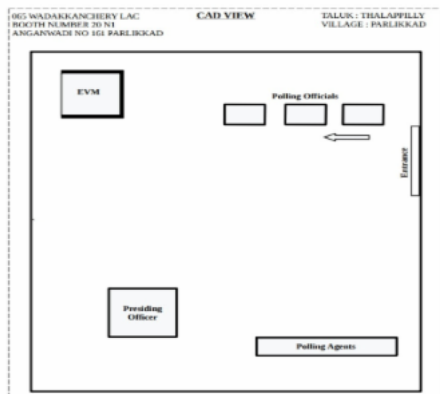 065 WADAKKANCHERY LAC
BOOTH NUMBER 20 N1
ANGANWADI NO 161 PARLIKKAD
CAD VIEW
TALUK : THALAPPILLY
VILLAGE : PARLIKKAD
EVM
Polling Officials
Entrance
Presiding
Officer
Polling Agents